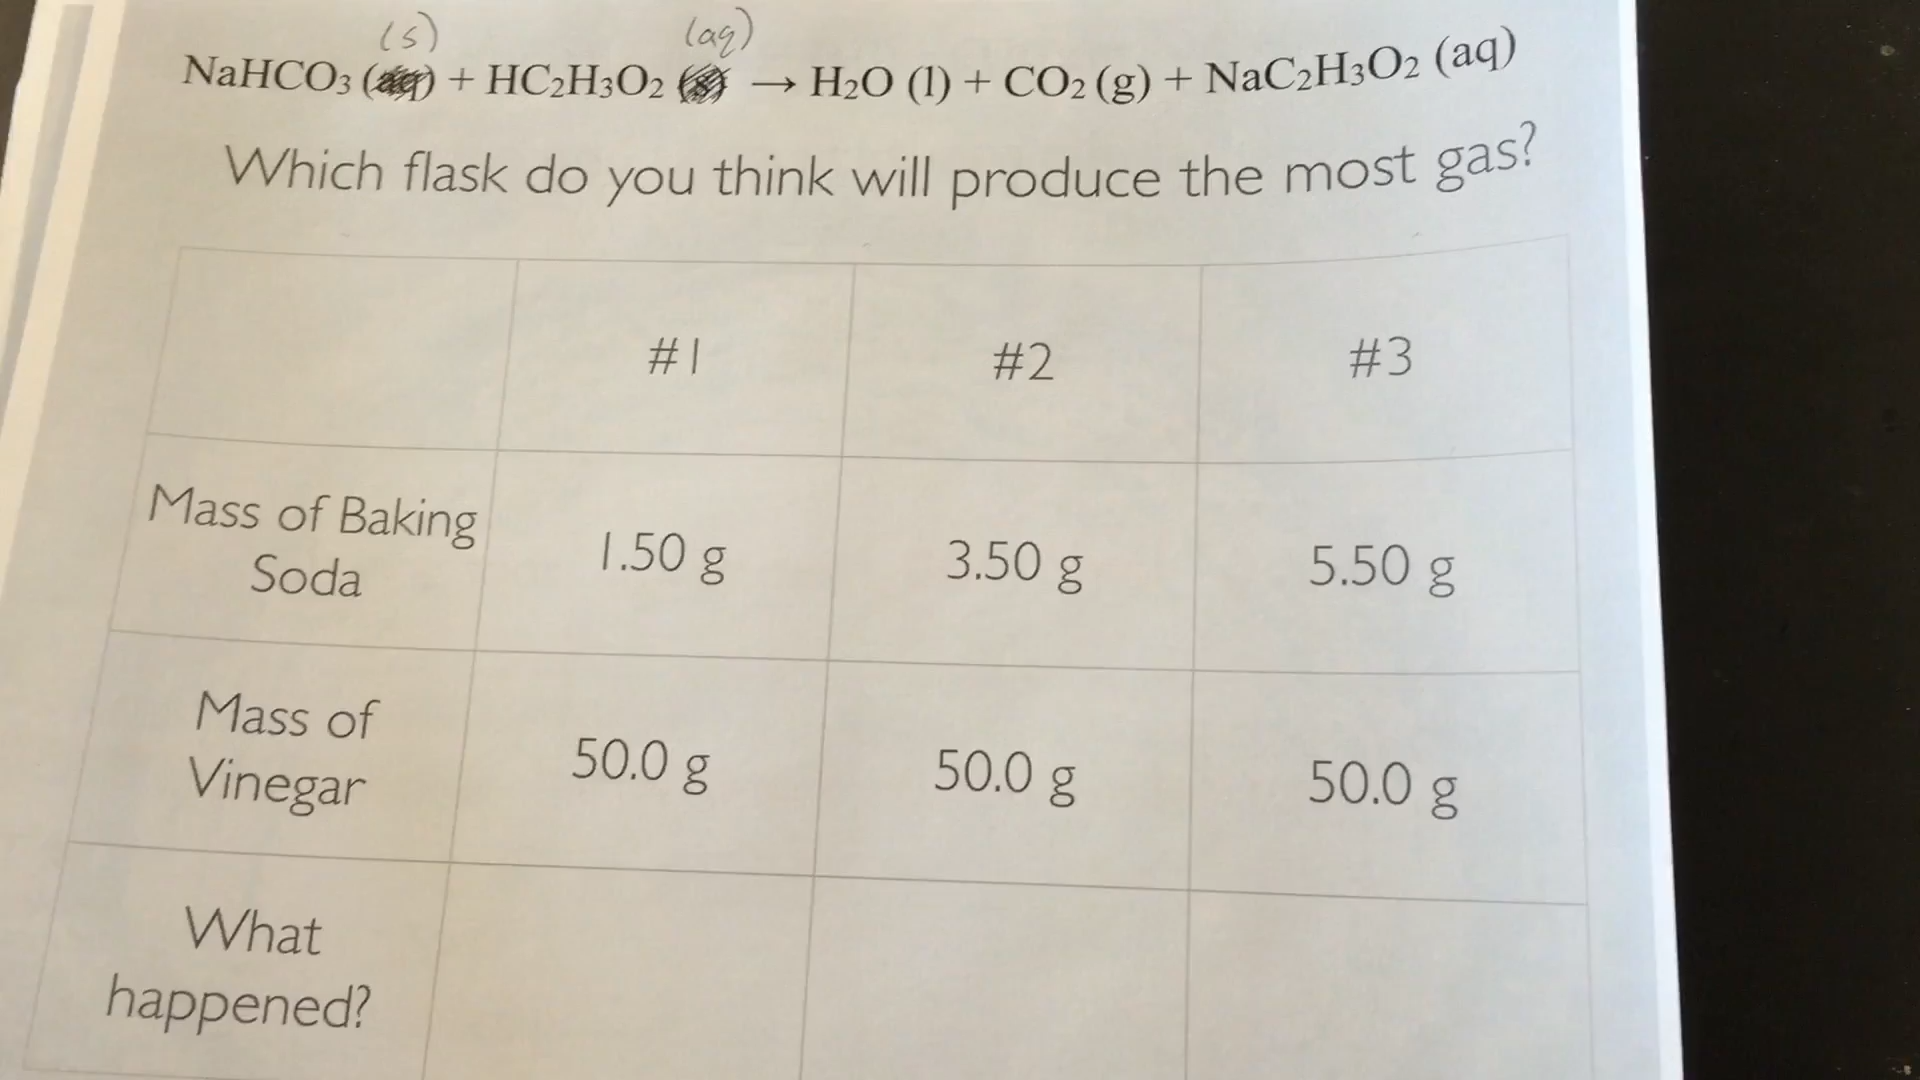 (s) (aq)
NaHCO3 + HC2H3O2 → H2O (l) + CO2 (g) + NaC2H3O2 (aq)
Which flask do you think will produce the most gas?
#1 #2 #3
Mass of Baking
Soda
1.50 g 3.50 g 5.50 g
Mass of
Vinegar
50.0 g 50.0 g 50.0 g
What
happened?